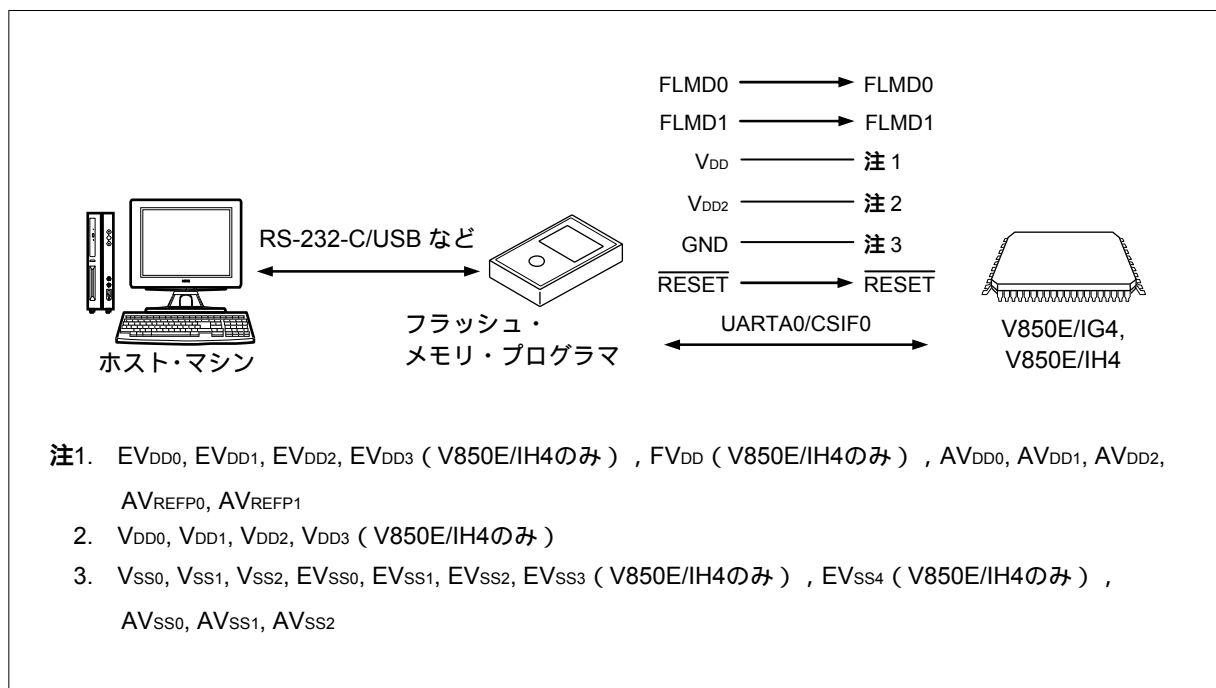 FLMD0 FLMD0
FLMD1 FLMD1
VDD 注1
VDD2 注2
GND 注3
RESET RESET
RS-232-C/USB など
UARTA0/CSIF0
ホスト・マシン
フラッシュ・
メモリ・プログラマ
V850E/IG4,
V850E/IH4
注1. EVDD0, EVDD1, EVDD2, EVDD3(V850E/IH4のみ), FVDD(V850E/IH4のみ), AVDD0, AVDD1, AVDD2,
AVREFP0, AVREFP1
2. VDD0, VDD1, VDD2, VDD3(V850E/IH4のみ)
3. VSS0, VSS1, VSS2, EVSS0, EVSS1, EVSS2, EVSS3(V850E/IH4のみ), EVSS4(V850E/IH4のみ),
AVSS0, AVSS1, AVSS2